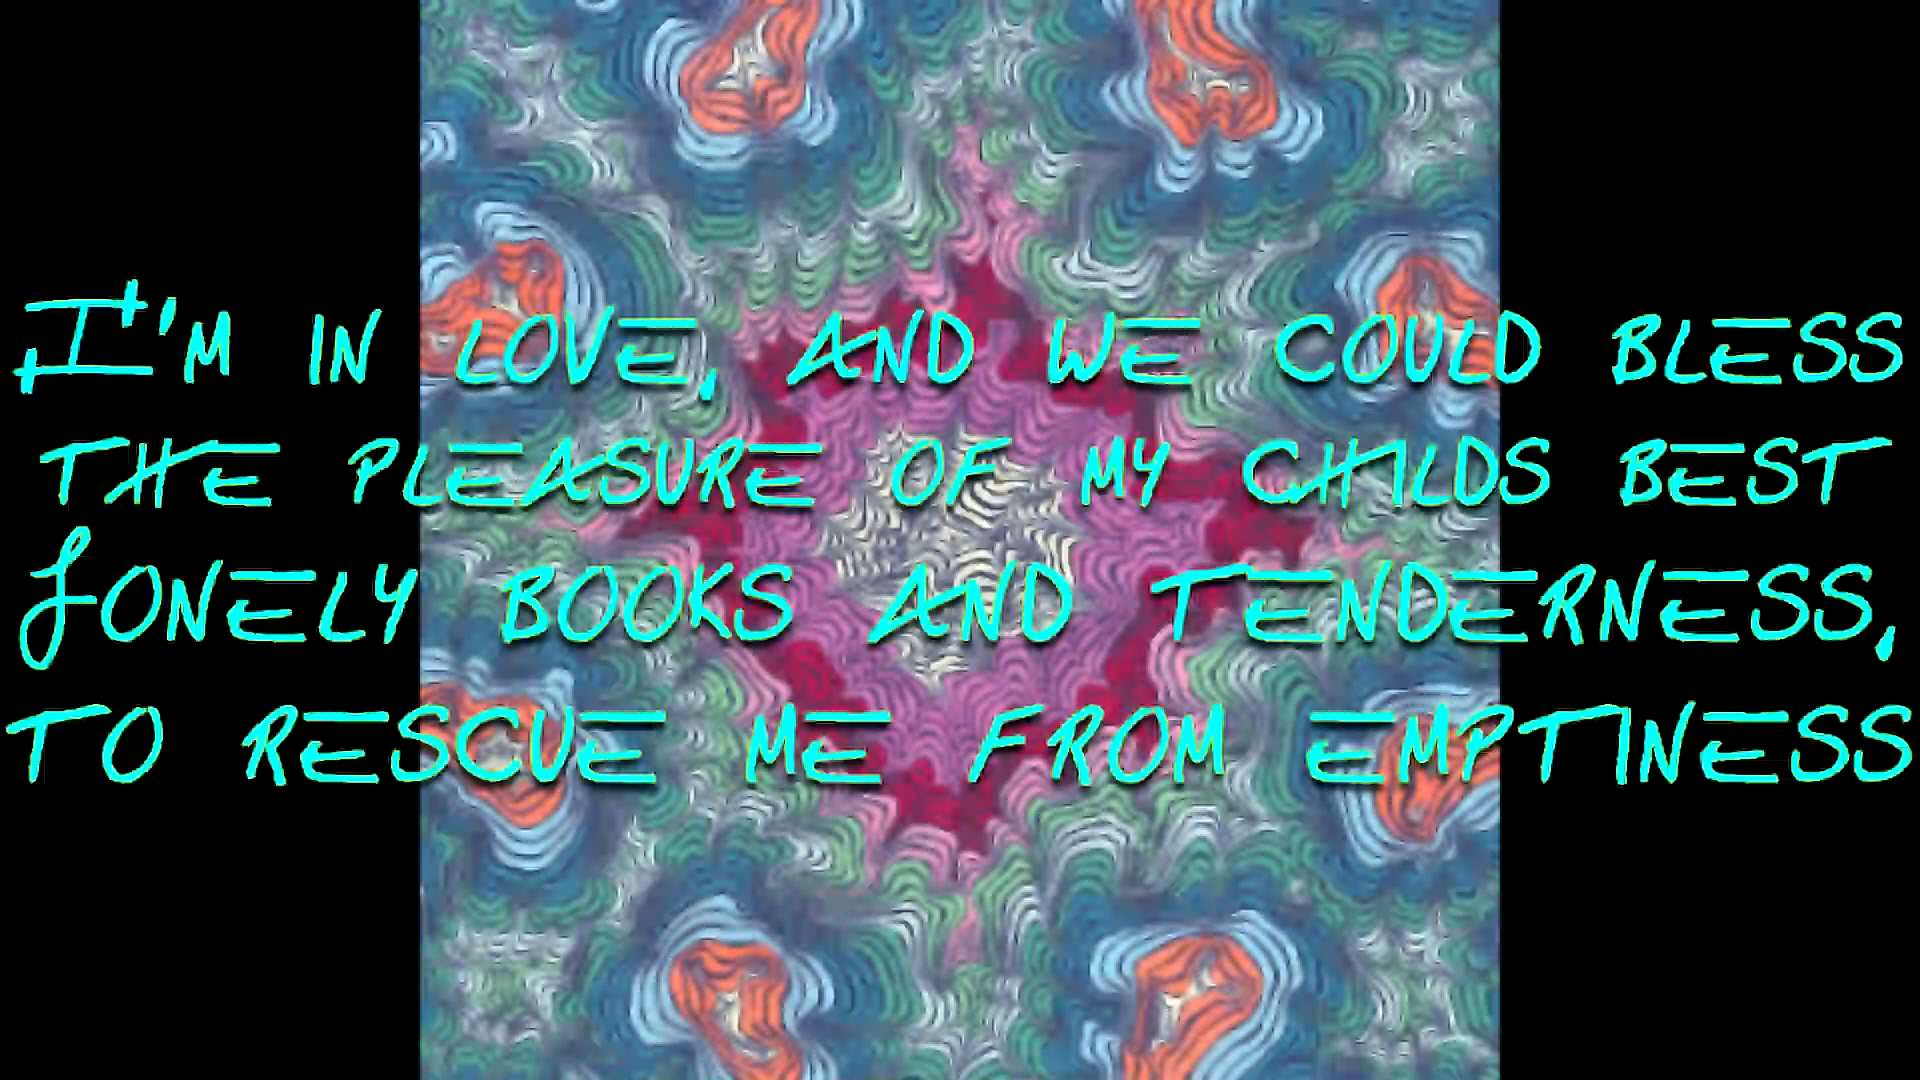 I'M IN LOVE, AND WE COULD BLESS
THE PLEASURE OF MY CHILDS BEST
LONELY BOOKS AND TENDERNESS,
TO RESCUE ME FROM EMPTINESS